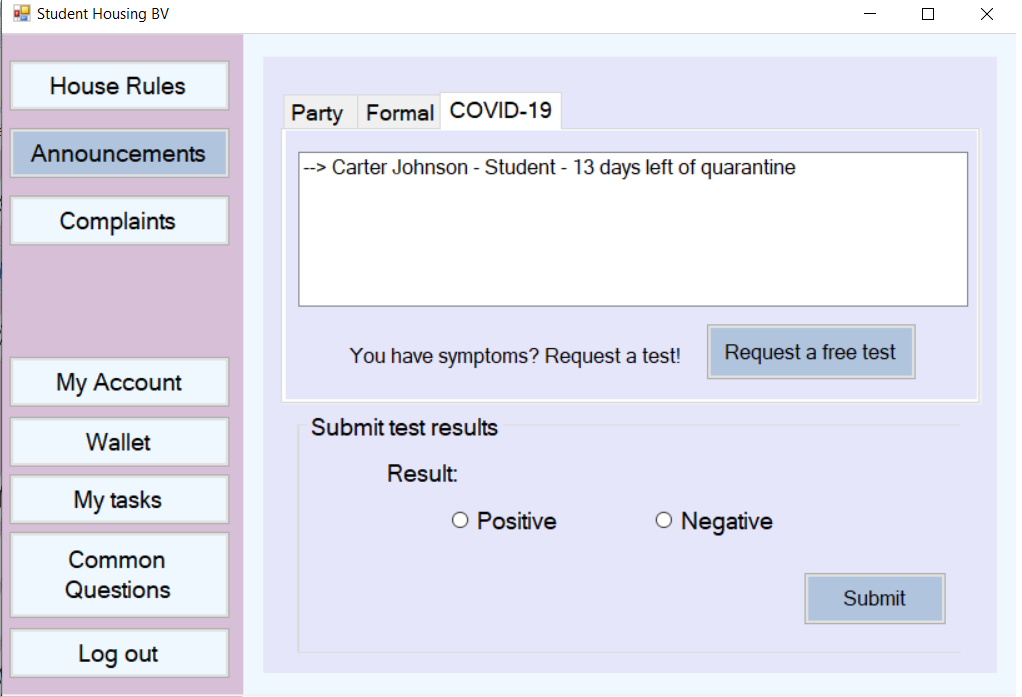 Student Housing BV
House Rules
Announcements
Complaints
My Account
Wallet
My tasks
Common
Questions
Log out
Party
Formal
COVID-19
--> Carter Johnson - Student - 13 days left of quarantine
You have symptoms? Request a test!
Request a free test
Submit test results
Result:
Positive
Negative
Submit